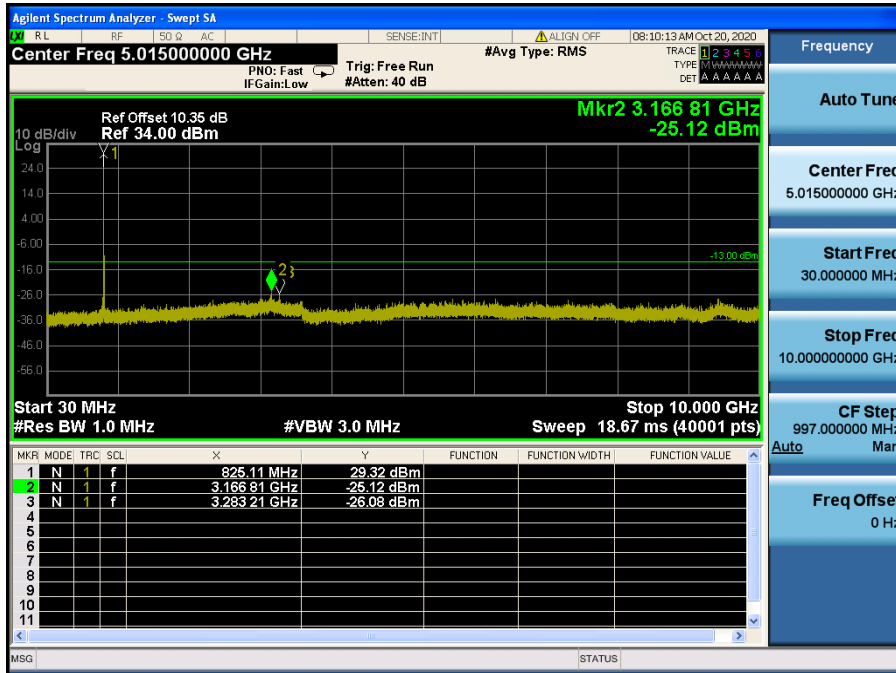 Agilent Spectrum Analyzer - Swept SA
LXI RL RF 50 Ω AC SENSE:INT ALIGN OFF 08:10:13 AM Oct 20, 2020
Center Freq 5.015000000 GHz
PNO: Fast
IFGain:Low
Trig: Free Run
#Atten: 40 dB
#Avg Type: RMS
TRACE 1 2 3 4 5 6
TYPE M WWWWW
DET A A A A A A
Mkr2 3.166 81 GHz
-25.12 dBm
Ref Offset 10.35 dB
10 dB/div Ref 34.00 dBm
Log
1
24.0
14.0
4.00
-6.00
-13.00 dBm
-16.0
2 3
-26.0
-36.0
-46.0
-56.0
Start 30 MHz Stop 10.000 GHz
#Res BW 1.0 MHz #VBW 3.0 MHz Sweep 18.67 ms (40001 pts)
MKR MODE TRC SCL X Y FUNCTION FUNCTION WIDTH FUNCTION VALUE
1 N 1 f 825.11 MHz 29.32 dBm
2 N 1 f 3.166 81 GHz -25.12 dBm
3 N 1 f 3.283 21 GHz -26.08 dBm
4
5
6
7
8
9
10
11
MSG STATUS
Frequency
Auto Tune
Center Freq
5.015000000 GHz
Start Freq
30.000000 MHz
Stop Freq
10.000000000 GHz
CF Step
997.000000 MHz
Auto Man
Freq Offset
0 Hz